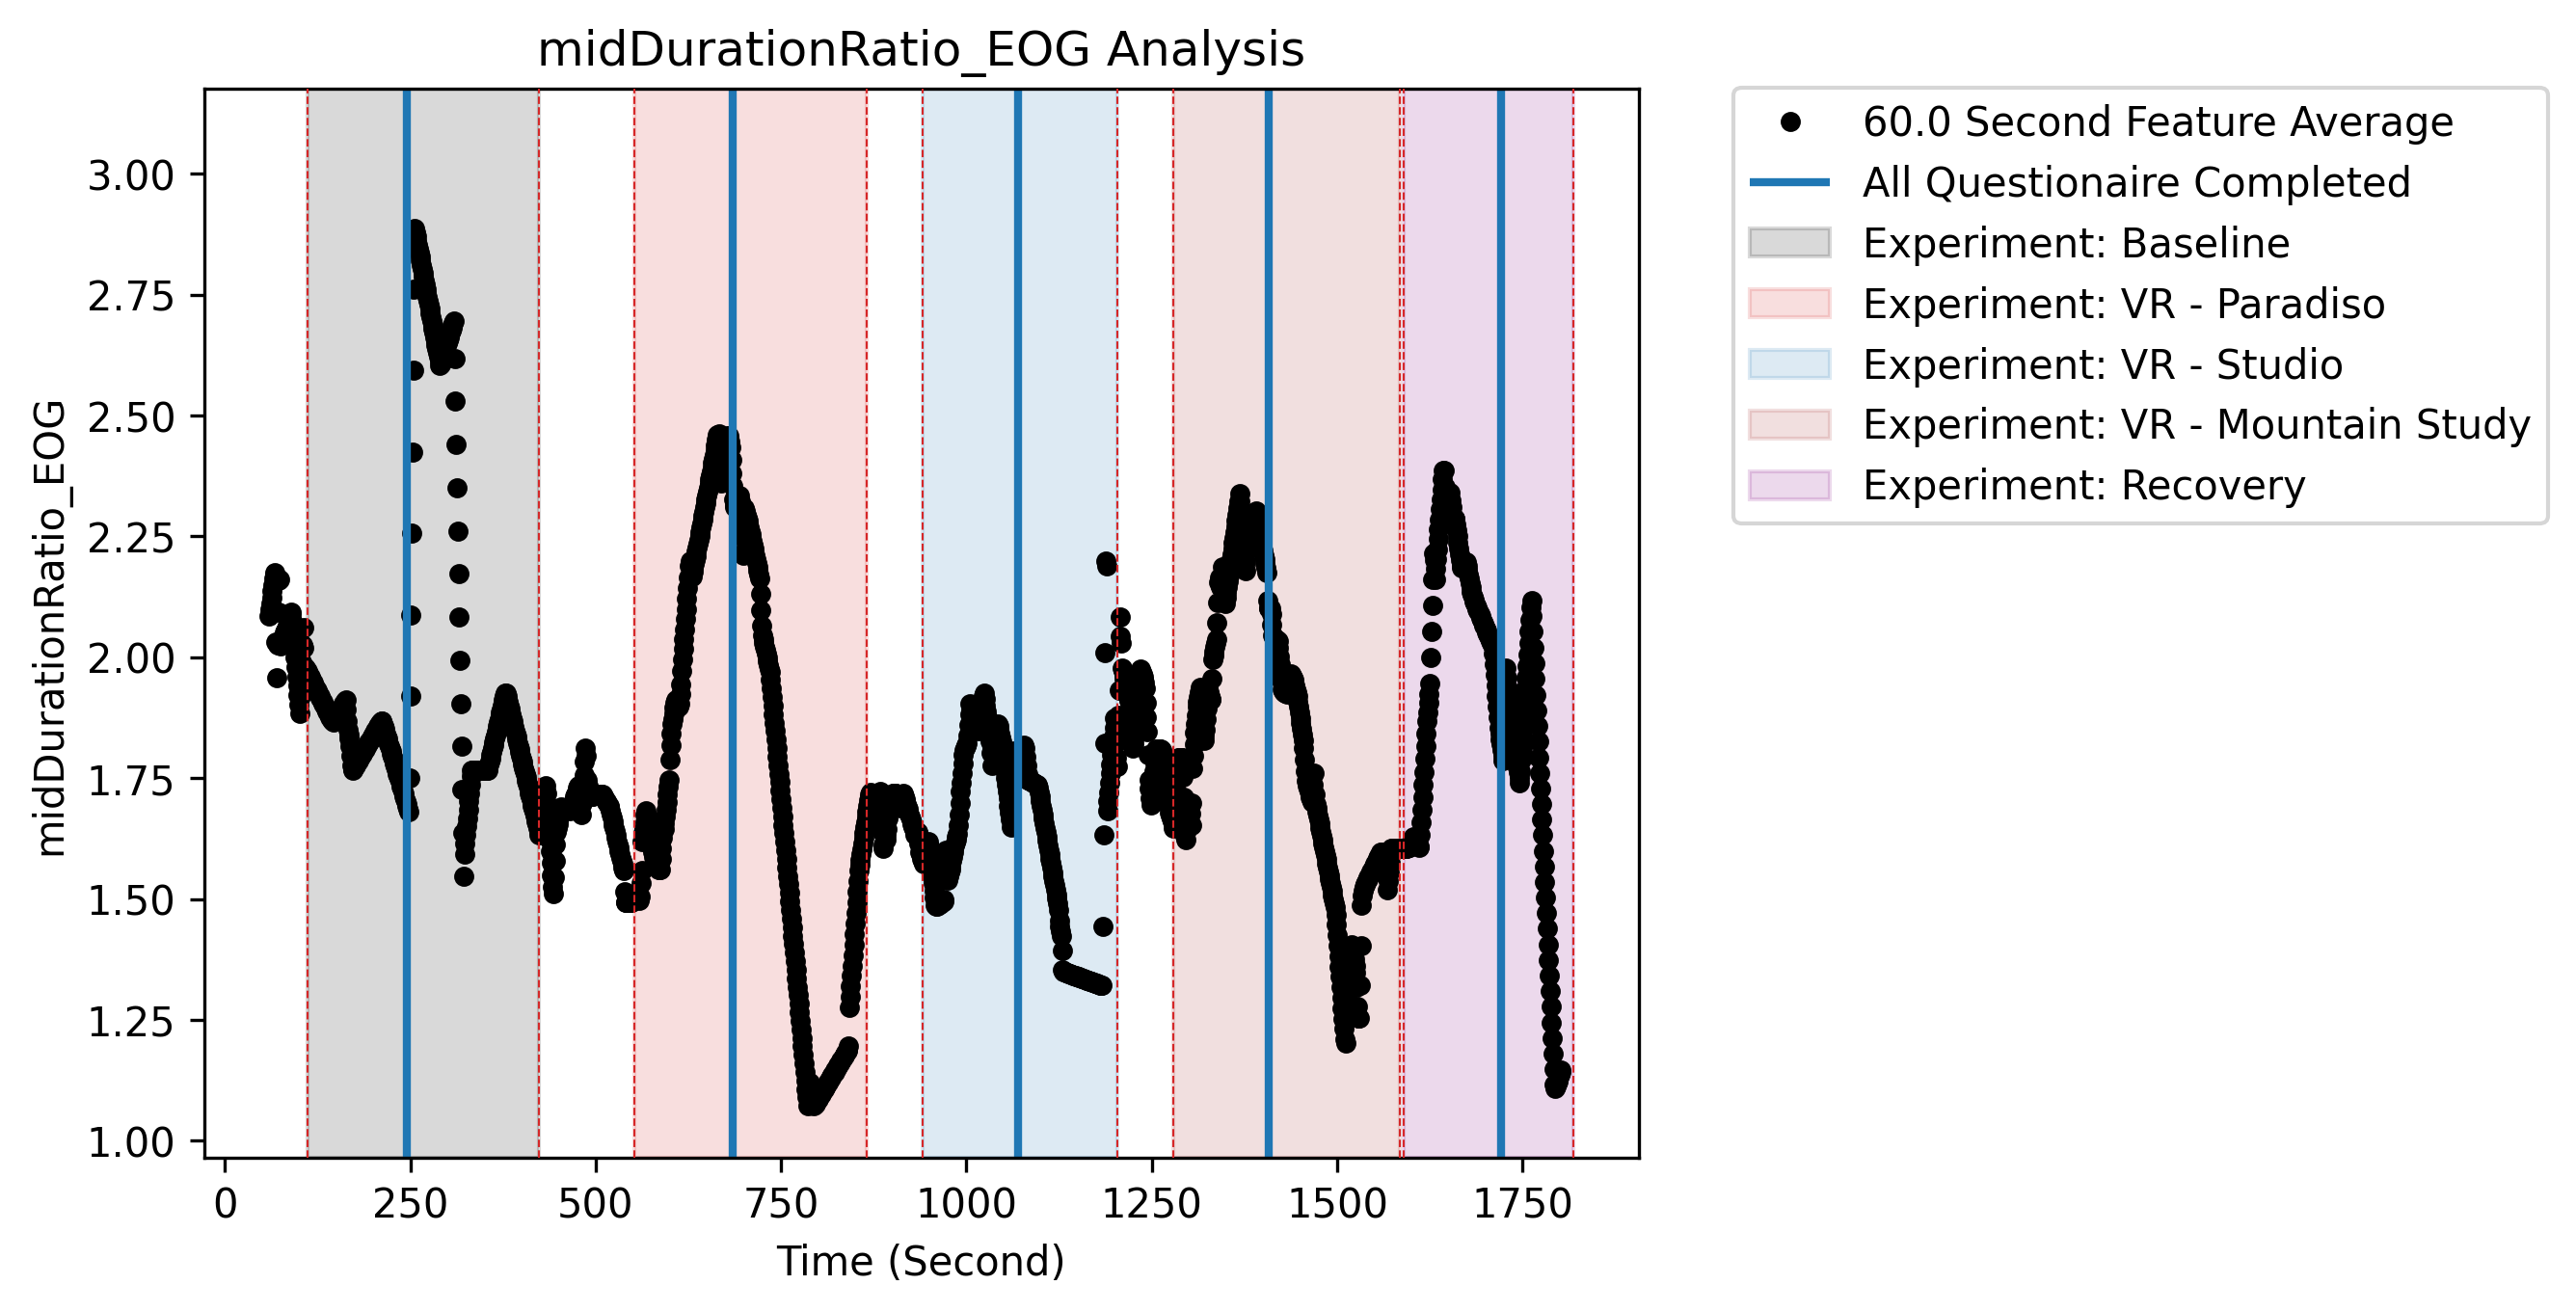 midDurationRatio_EOG Analysis
midDurationRatio_EOG
3.00
2.75
2.50
2.25
2.00
1.75
1.50
1.25
1.00
0 250 500 750 1000 1250 1500 1750
Time (Second)
60.0 Second Feature Average
All Questionaire Completed
Experiment: Baseline
Experiment: VR - Paradiso
Experiment: VR - Studio
Experiment: VR - Mountain Study
Experiment: Recovery